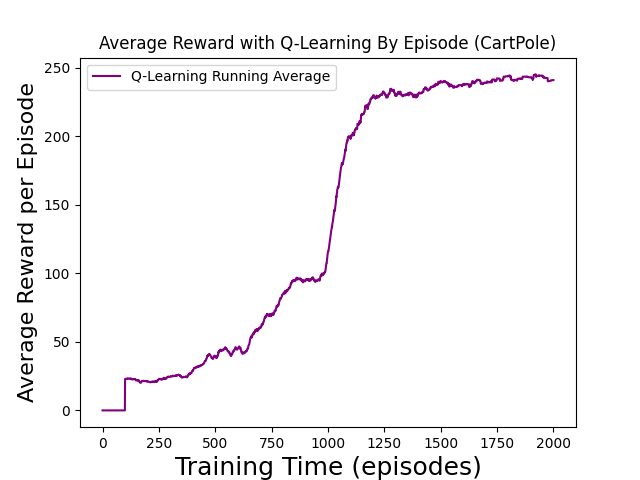 Average Reward with Q-Learning By Episode (CartPole)
Q-Learning Running Average
Average Reward per Episode
250
200
150
100
50
0
0 250 500 750 1000 1250 1500 1750 2000
Training Time (episodes)